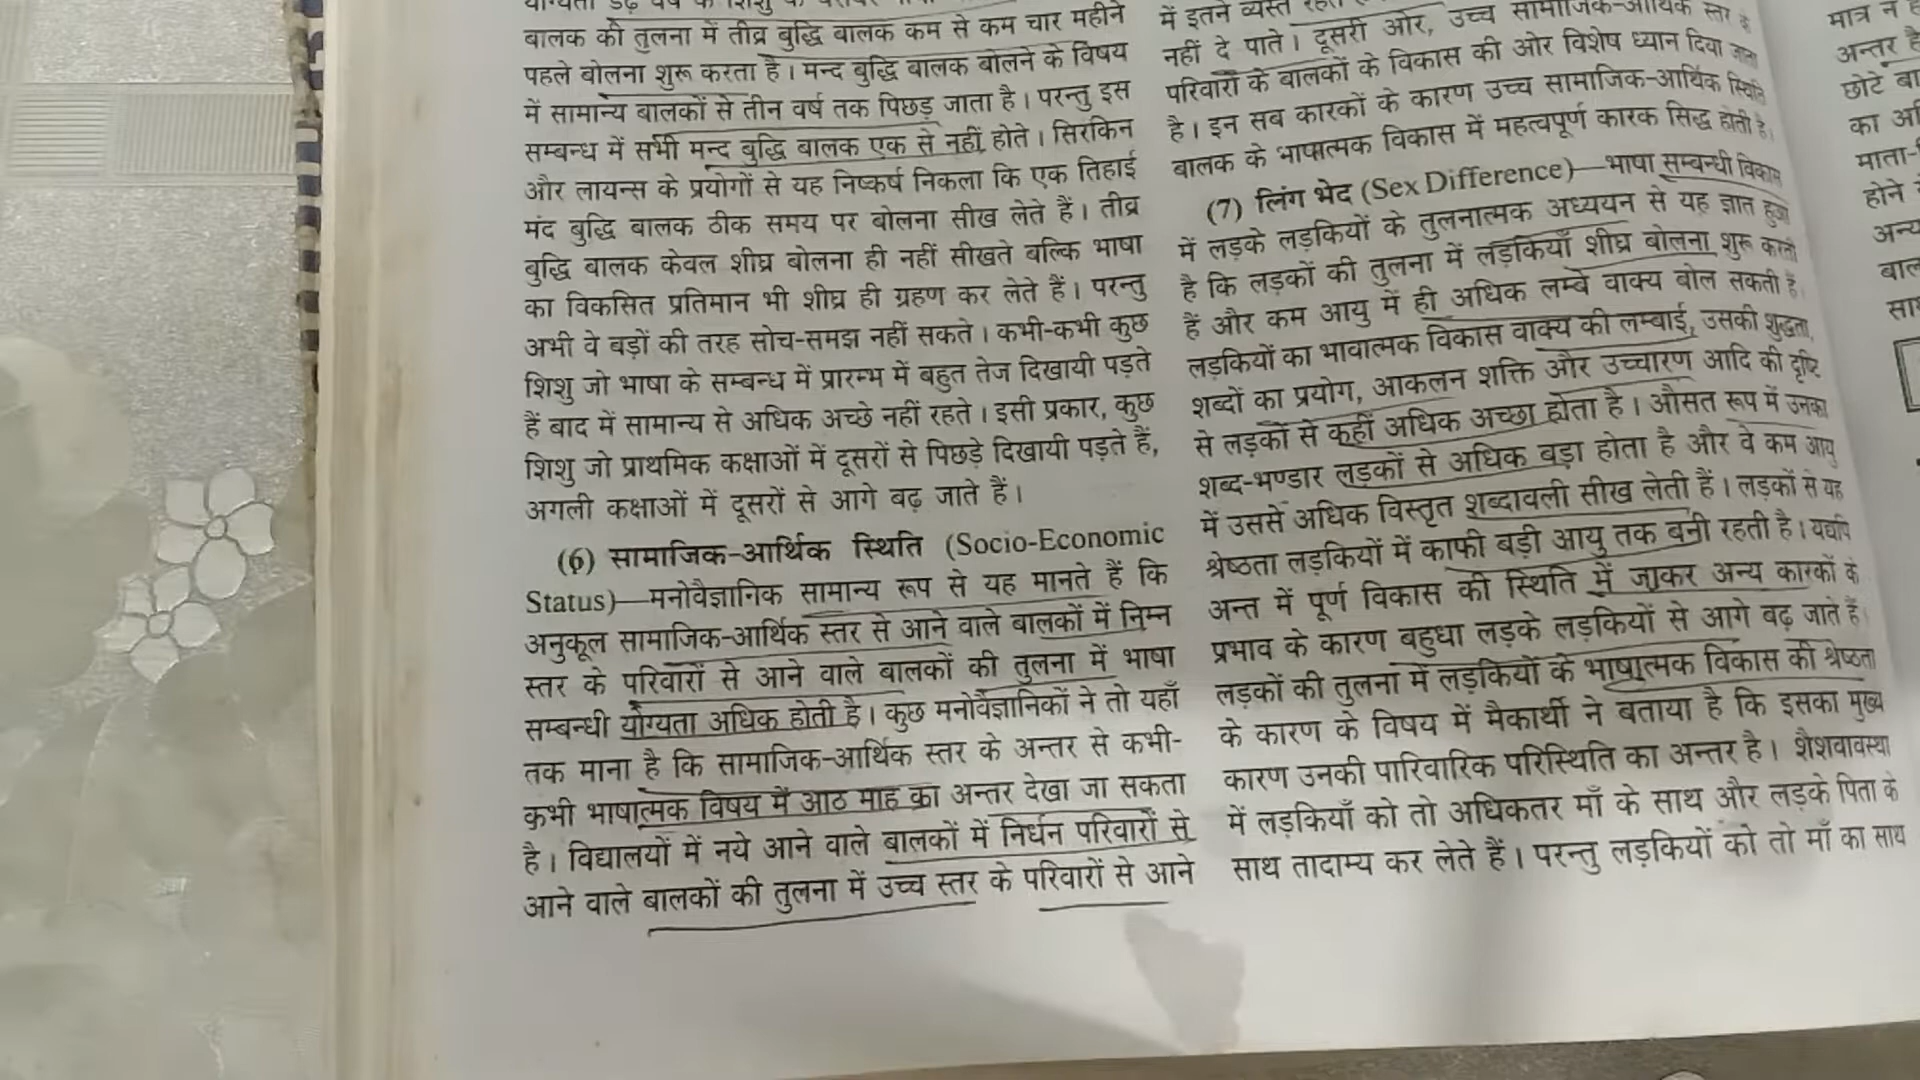 बालक की तुलना में तीव्र बुद्धि बालक कम से कम चार महीने
पहले बोलना शुरू करता है। मन्द बुद्धि बालक बोलने के विषय
में सामान्य बालकों से तीन वर्ष तक पिछड़ जाता है। परन्तु इस
सम्बन्ध में सभी मन्द बुद्धि बालक एक से नहीं होते। सिरकिन
और लायन्स के प्रयोगों से यह निष्कर्ष निकला कि एक तिहाई
मंद बुद्धि बालक ठीक समय पर बोलना सीख लेते हैं। तीव्र
बुद्धि बालक केवल शीघ्र बोलना ही नहीं सीखते बल्कि भाषा
का विकसित प्रतिमान भी शीघ्र ही ग्रहण कर लेते हैं। परन्तु
अभी वे बड़ों की तरह सोच-समझ नहीं सकते। कभी-कभी कुछ
शिशु जो भाषा के सम्बन्ध में प्रारम्भ में बहुत तेज दिखायी पड़ते
हैं बाद में सामान्य से अधिक अच्छे नहीं रहते। इसी प्रकार, कुछ
शिशु जो प्राथमिक कक्षाओं में दूसरों से पिछड़े दिखायी पड़ते हैं,
अगली कक्षाओं में दूसरों से आगे बढ़ जाते हैं।
(6) सामाजिक-आर्थिक स्थिति (Socio-Economic
Status)—मनोवैज्ञानिक सामान्य रूप से यह मानते हैं कि
अनुकूल सामाजिक-आर्थिक स्तर से आने वाले बालकों में निम्न
स्तर के परिवारों से आने वाले बालकों की तुलना में भाषा
सम्बन्धी योग्यता अधिक होती है। कुछ मनोवैज्ञानिकों ने तो यहाँ
तक माना है कि सामाजिक-आर्थिक स्तर के अन्तर से कभी-
कभी भाषात्मक विषय में आठ माह का अन्तर देखा जा सकता
है। विद्यालयों में नये आने वाले बालकों में निर्धन परिवारों से
आने वाले बालकों की तुलना में उच्च स्तर के परिवारों से आने
में इतने व्यस्त
नहीं दे पाते। दूसरी ओर, उच्च सामाजिक-आर्थिक स्तर के
परिवारों के बालकों के विकास की ओर विशेष ध्यान दिया जाता
है। इन सब कारकों के कारण उच्च सामाजिक-आर्थिक स्थिति
बालक के भाषात्मक विकास में महत्वपूर्ण कारक सिद्ध होती है।
(7) लिंग भेद (Sex Difference)—भाषा सम्बन्धी विकास
में लड़के लड़कियों के तुलनात्मक अध्ययन से यह ज्ञात हुआ
है कि लड़कों की तुलना में लड़कियाँ शीघ्र बोलना शुरू करती
हैं और कम आयु में ही अधिक लम्बे वाक्य बोल सकती हैं।
लड़कियों का भावात्मक विकास वाक्य की लम्बाई, उसकी शुद्धता,
शब्दों का प्रयोग, आकलन शक्ति और उच्चारण आदि की दृष्टि
से लड़कों से कहीं अधिक अच्छा होता है। औसत रूप में उनका
शब्द-भण्डार लड़कों से अधिक बड़ा होता है और वे कम आयु
में उससे अधिक विस्तृत शब्दावली सीख लेती हैं। लड़कों से यह
श्रेष्ठता लड़कियों में काफी बड़ी आयु तक बनी रहती है। यद्यपि
अन्त में पूर्ण विकास की स्थिति में जाकर अन्य कारकों के
प्रभाव के कारण बहुधा लड़के लड़कियों से आगे बढ़ जाते हैं।
लड़कों की तुलना में लड़कियों के भाषात्मक विकास की श्रेष्ठता
के कारण के विषय में मैकार्थी ने बताया है कि इसका मुख्य
कारण उनकी पारिवारिक परिस्थिति का अन्तर है। शैशवावस्था
में लड़कियाँ को तो अधिकतर माँ के साथ और लड़के पिता के
साथ तादाम्य कर लेते हैं। परन्तु लड़कियों को तो माँ का साथ
मात्र न
अन्तर
छोटे
का
माता-
होने
अन्य